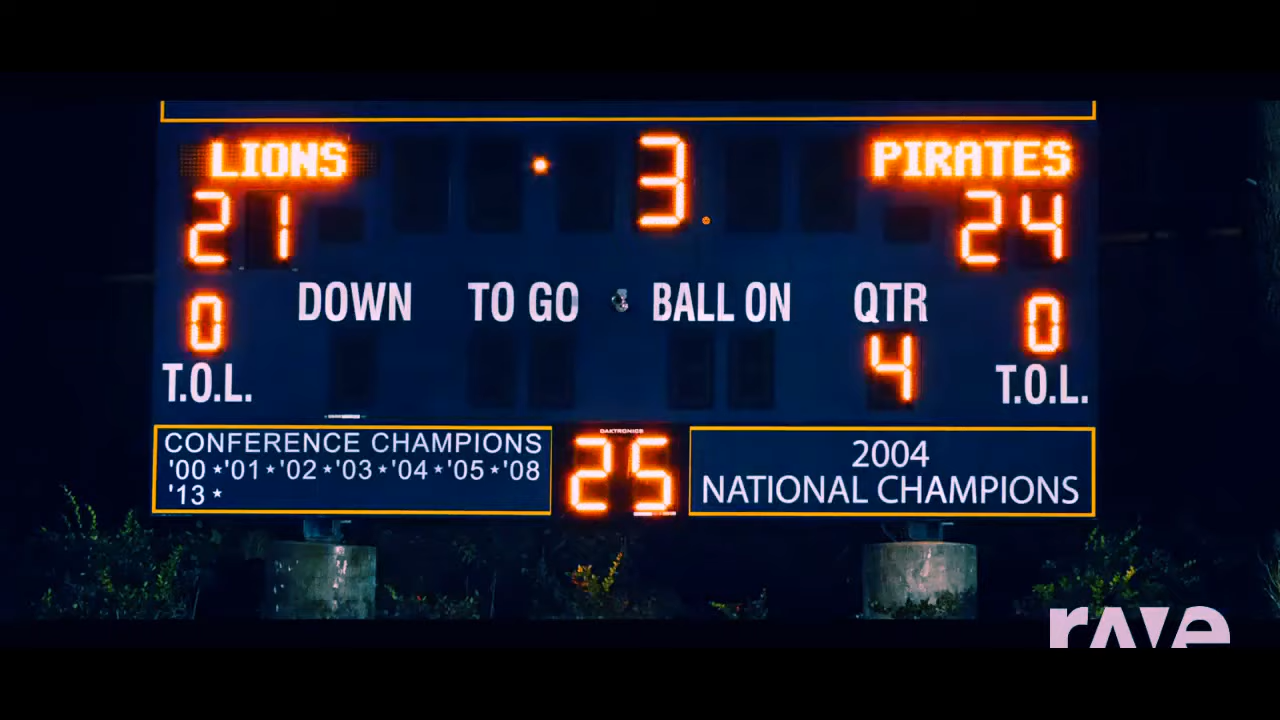 LIONS
3
PIRATES
21
24
DOWN
TO GO
BALL ON
QTR
0
4
0
T.O.L.
T.O.L.
CONFERENCE CHAMPIONS
'00 ★ '01 ★ '02 ★ '03 ★ '04 ★ '05 ★ '08
'13 ★
DAKTRONICS
25
2004
NATIONAL CHAMPIONS
rave